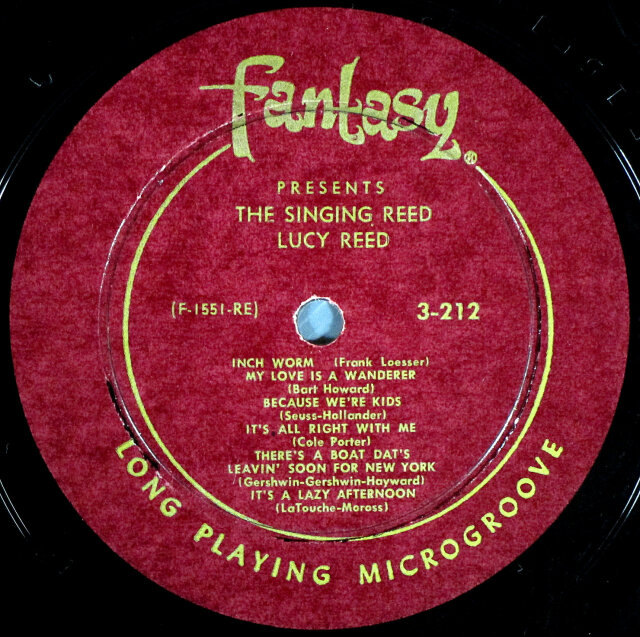 Fantasy®
PRESENTS
THE SINGING REED
LUCY REED
(F-1551-RE)
3-212
INCH WORM (Frank Loesser)
MY LOVE IS A WANDERER
(Bart Howard)
BECAUSE WE'RE KIDS
(Seuss-Hollander)
IT'S ALL RIGHT WITH ME
(Cole Porter)
THERE'S A BOAT DAT'S
LEAVIN' SOON FOR NEW YORK
(Gershwin-Gershwin-Hayward)
IT'S A LAZY AFTERNOON
(LaTouche-Moross)
LONG PLAYING MICROGROOVE